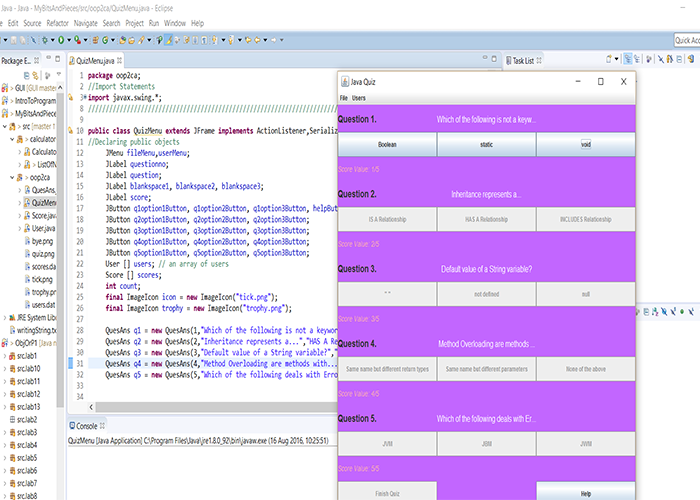 Java - Java - MyBitsAndPieces/src/oop2ca/QuizMenu.java - Eclipse
Edit Source Refactor Navigate Search Project Run Window Help
Quick Acc
Package E...
GUI [GUI master
IntroToProgram
MyBitsAndPiece
src [master 1
calculator
Calculator
ListOfN
oop2ca
QuesAns.
QuizMenu
Score.java
User.java
bye.png
quiz.png
scores.dat
tick.png
trophy.pn
users.dat
JRE System Libr
writingString.tx
ObjOrP1 [Java m
src.lab1
src.lab10
src.lab11
src.lab12
src.lab13
src.lab2
src.lab3
src.lab4
src.lab5
src.lab6
src.lab7
QuizMenu.java
1 package oop2ca;
2 //Import Statements
3 import javax.swing.*;
8 ////////////////////////////////////////////////////////////
9
10 public class QuizMenu extends JFrame implements ActionListener,Serializ
11 //Declaring public objects
12 JMenu fileMenu,userMenu;
13 JLabel questionno;
14 JLabel question;
15 JLabel blankspace1, blankspace2, blankspace3;
16 JLabel score;
17 JButton q1option1Button, q1option2Button, q1option3Button, helpButt
18 JButton q2option1Button, q2option2Button, q2option3Button;
19 JButton q3option1Button, q3option2Button, q3option3Button;
20 JButton q4option1Button, q4option2Button, q4option3Button;
21 JButton q5option1Button, q5option2Button, q5option3Button;
22 User [] users; // an array of users
23 Score [] scores;
24 int count;
25 final ImageIcon icon = new ImageIcon("tick.png");
26 final ImageIcon trophy = new ImageIcon("trophy.png");
27
28 QuesAns q1 = new QuesAns(1,"Which of the following is not a keywor
29 QuesAns q2 = new QuesAns(2,"Inheritance represents a...","HAS A Re
30 QuesAns q3 = new QuesAns(3,"Default value of a String variable?","
31 QuesAns q4 = new QuesAns(4,"Method Overloading are methods with...
32 QuesAns q5 = new QuesAns(5,"Which of the following deals with Erro
33
34
Console
QuizMenu [Java Application] C:\Program Files\Java\jre1.8.0_92\bin\javaw.exe (16 Aug 2016, 10:25:51)
Task List
Java Quiz
File Users
Question 1. Which of the following is not a keyw...
Boolean static void
Score Value: 1/5
Question 2. Inheritance represents a...
IS A Relationship HAS A Relationship INCLUDES Relationship
Score Value: 2/5
Question 3. Default value of a String variable?
" " not defined null
Score Value: 3/5
Question 4. Method Overloading are methods ...
Same name but different return types Same name but different parameters None of the above
Score Value: 4/5
Question 5. Which of the following deals with Er...
JVM JBM JWM
Score Value: 5/5
Finish Quiz Help